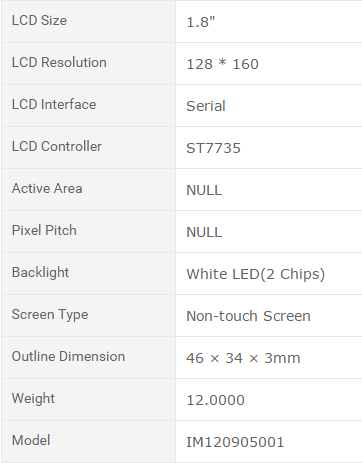 LCD Size 1.8"
LCD Resolution 128 * 160
LCD Interface Serial
LCD Controller ST7735
Active Area NULL
Pixel Pitch NULL
Backlight White LED(2 Chips)
Screen Type Non-touch Screen
Outline Dimension 46 × 34 × 3mm
Weight 12.0000
Model IM120905001